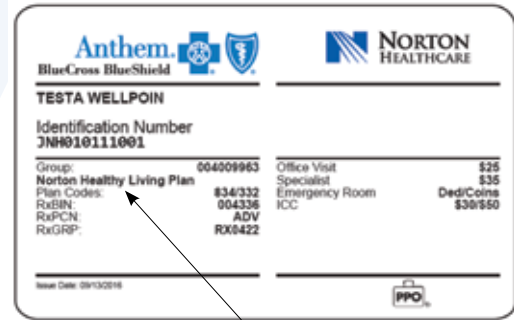 Anthem.
BlueCross BlueShield
NORTON
HEALTHCARE
TESTA WELLPOIN
Identification Number
JNH010111001
Group: 004009963
Norton Healthy Living Plan
Plan Codes: 834/332
RxBIN: 004336
RxPCN: ADV
RxGRP: RX0422
Office Visit $25
Specialist $35
Emergency Room Ded/Coins
ICC $30/$50
Issue Date: 09/13/2016
PPO